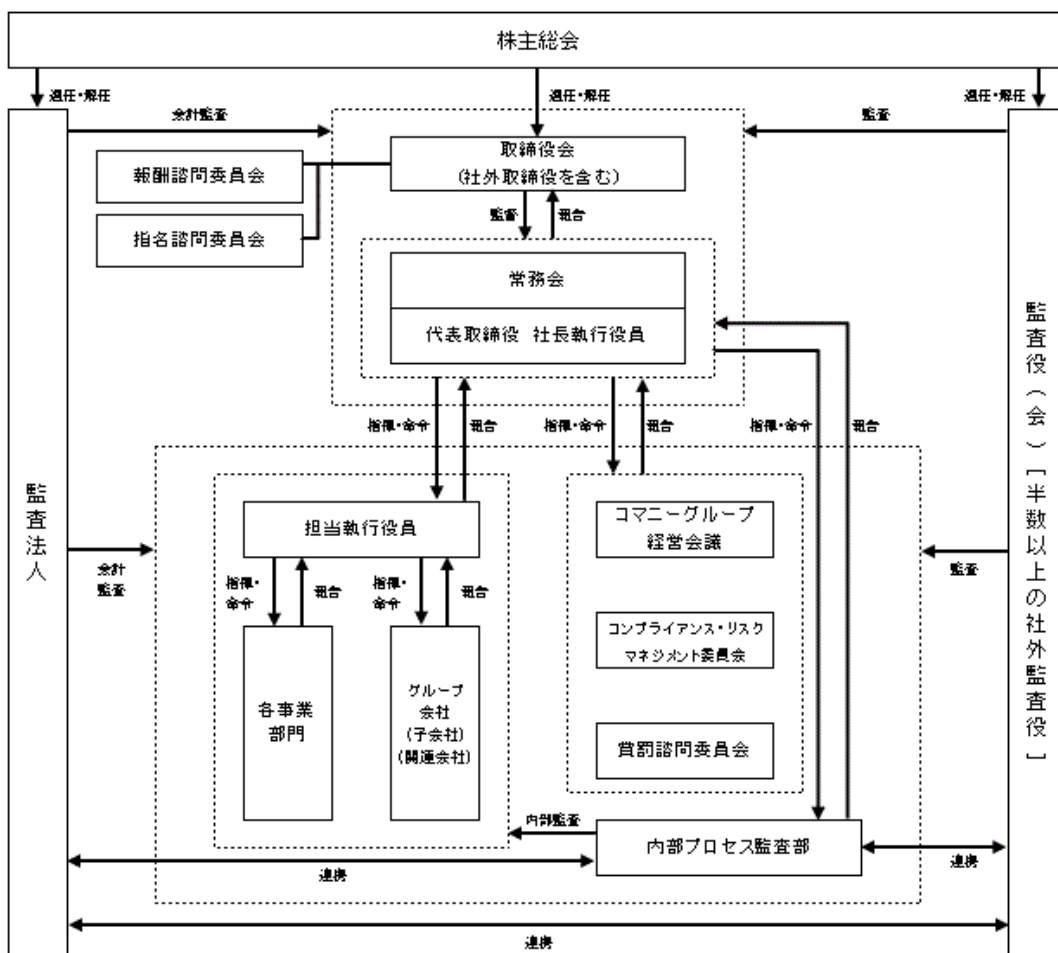 株主総会
選任・解任
選任・解任
選任・解任
会計監査
監査
取締役会
(社外取締役を含む)
報酬諮問委員会
指名諮問委員会
監督
報告
常務会
代表取締役 社長執行役員
指揮・命令
報告
指揮・命令
報告
指揮・命令
報告
監査法人
監査役(会)[半数以上の社外監査役]
会計
監査
監査
担当執行役員
指揮・
命令
報告
指揮・
命令
報告
各事業
部門
グループ
会社
(子会社)
(関連会社)
コマニーグループ
経営会議
コンプライアンス・リスク
マネジメント委員会
賞罰諮問委員会
内部監査
内部プロセス監査部
連携
連携
連携